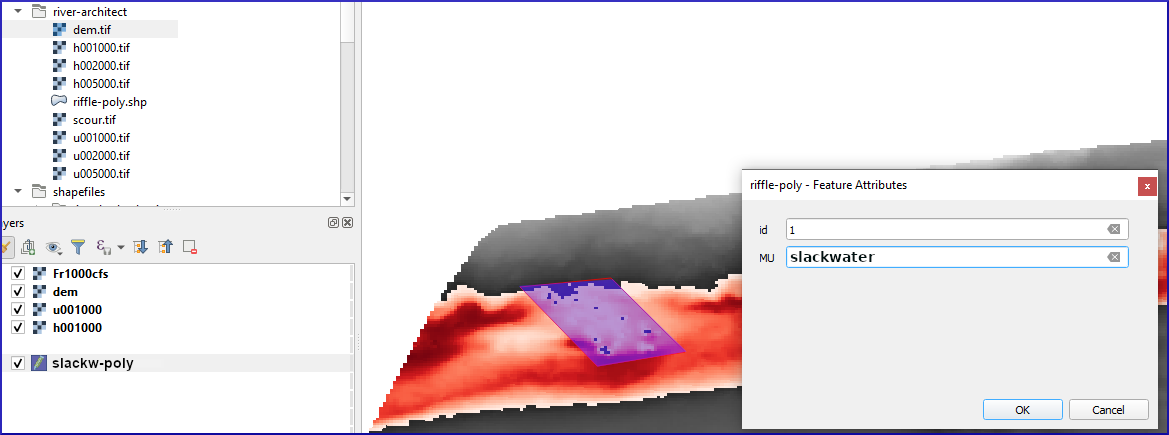 river-architect
dem.tif
h001000.tif
h002000.tif
h005000.tif
riffle-poly.shp
scour.tif
u001000.tif
u002000.tif
u005000.tif
shapefiles
yers
Fr1000cfs
dem
u001000
h001000
slackw-poly
riffle-poly - Feature Attributes
id 1
MU slackwater
OK Cancel